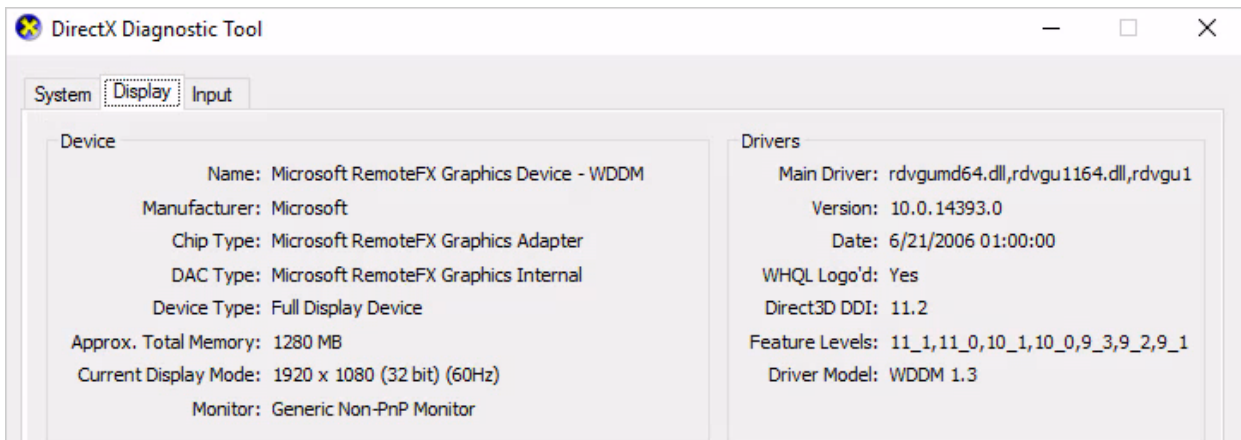 DirectX Diagnostic Tool
System Display Input
Device
Name: Microsoft RemoteFX Graphics Device - WDDM
Manufacturer: Microsoft
Chip Type: Microsoft RemoteFX Graphics Adapter
DAC Type: Microsoft RemoteFX Graphics Internal
Device Type: Full Display Device
Approx. Total Memory: 1280 MB
Current Display Mode: 1920 x 1080 (32 bit) (60Hz)
Monitor: Generic Non-PnP Monitor
Drivers
Main Driver: rdvgumd64.dll,rdvgu1164.dll,rdvgu1
Version: 10.0.14393.0
Date: 6/21/2006 01:00:00
WHQL Logo'd: Yes
Direct3D DDI: 11.2
Feature Levels: 11_1,11_0,10_1,10_0,9_3,9_2,9_1
Driver Model: WDDM 1.3